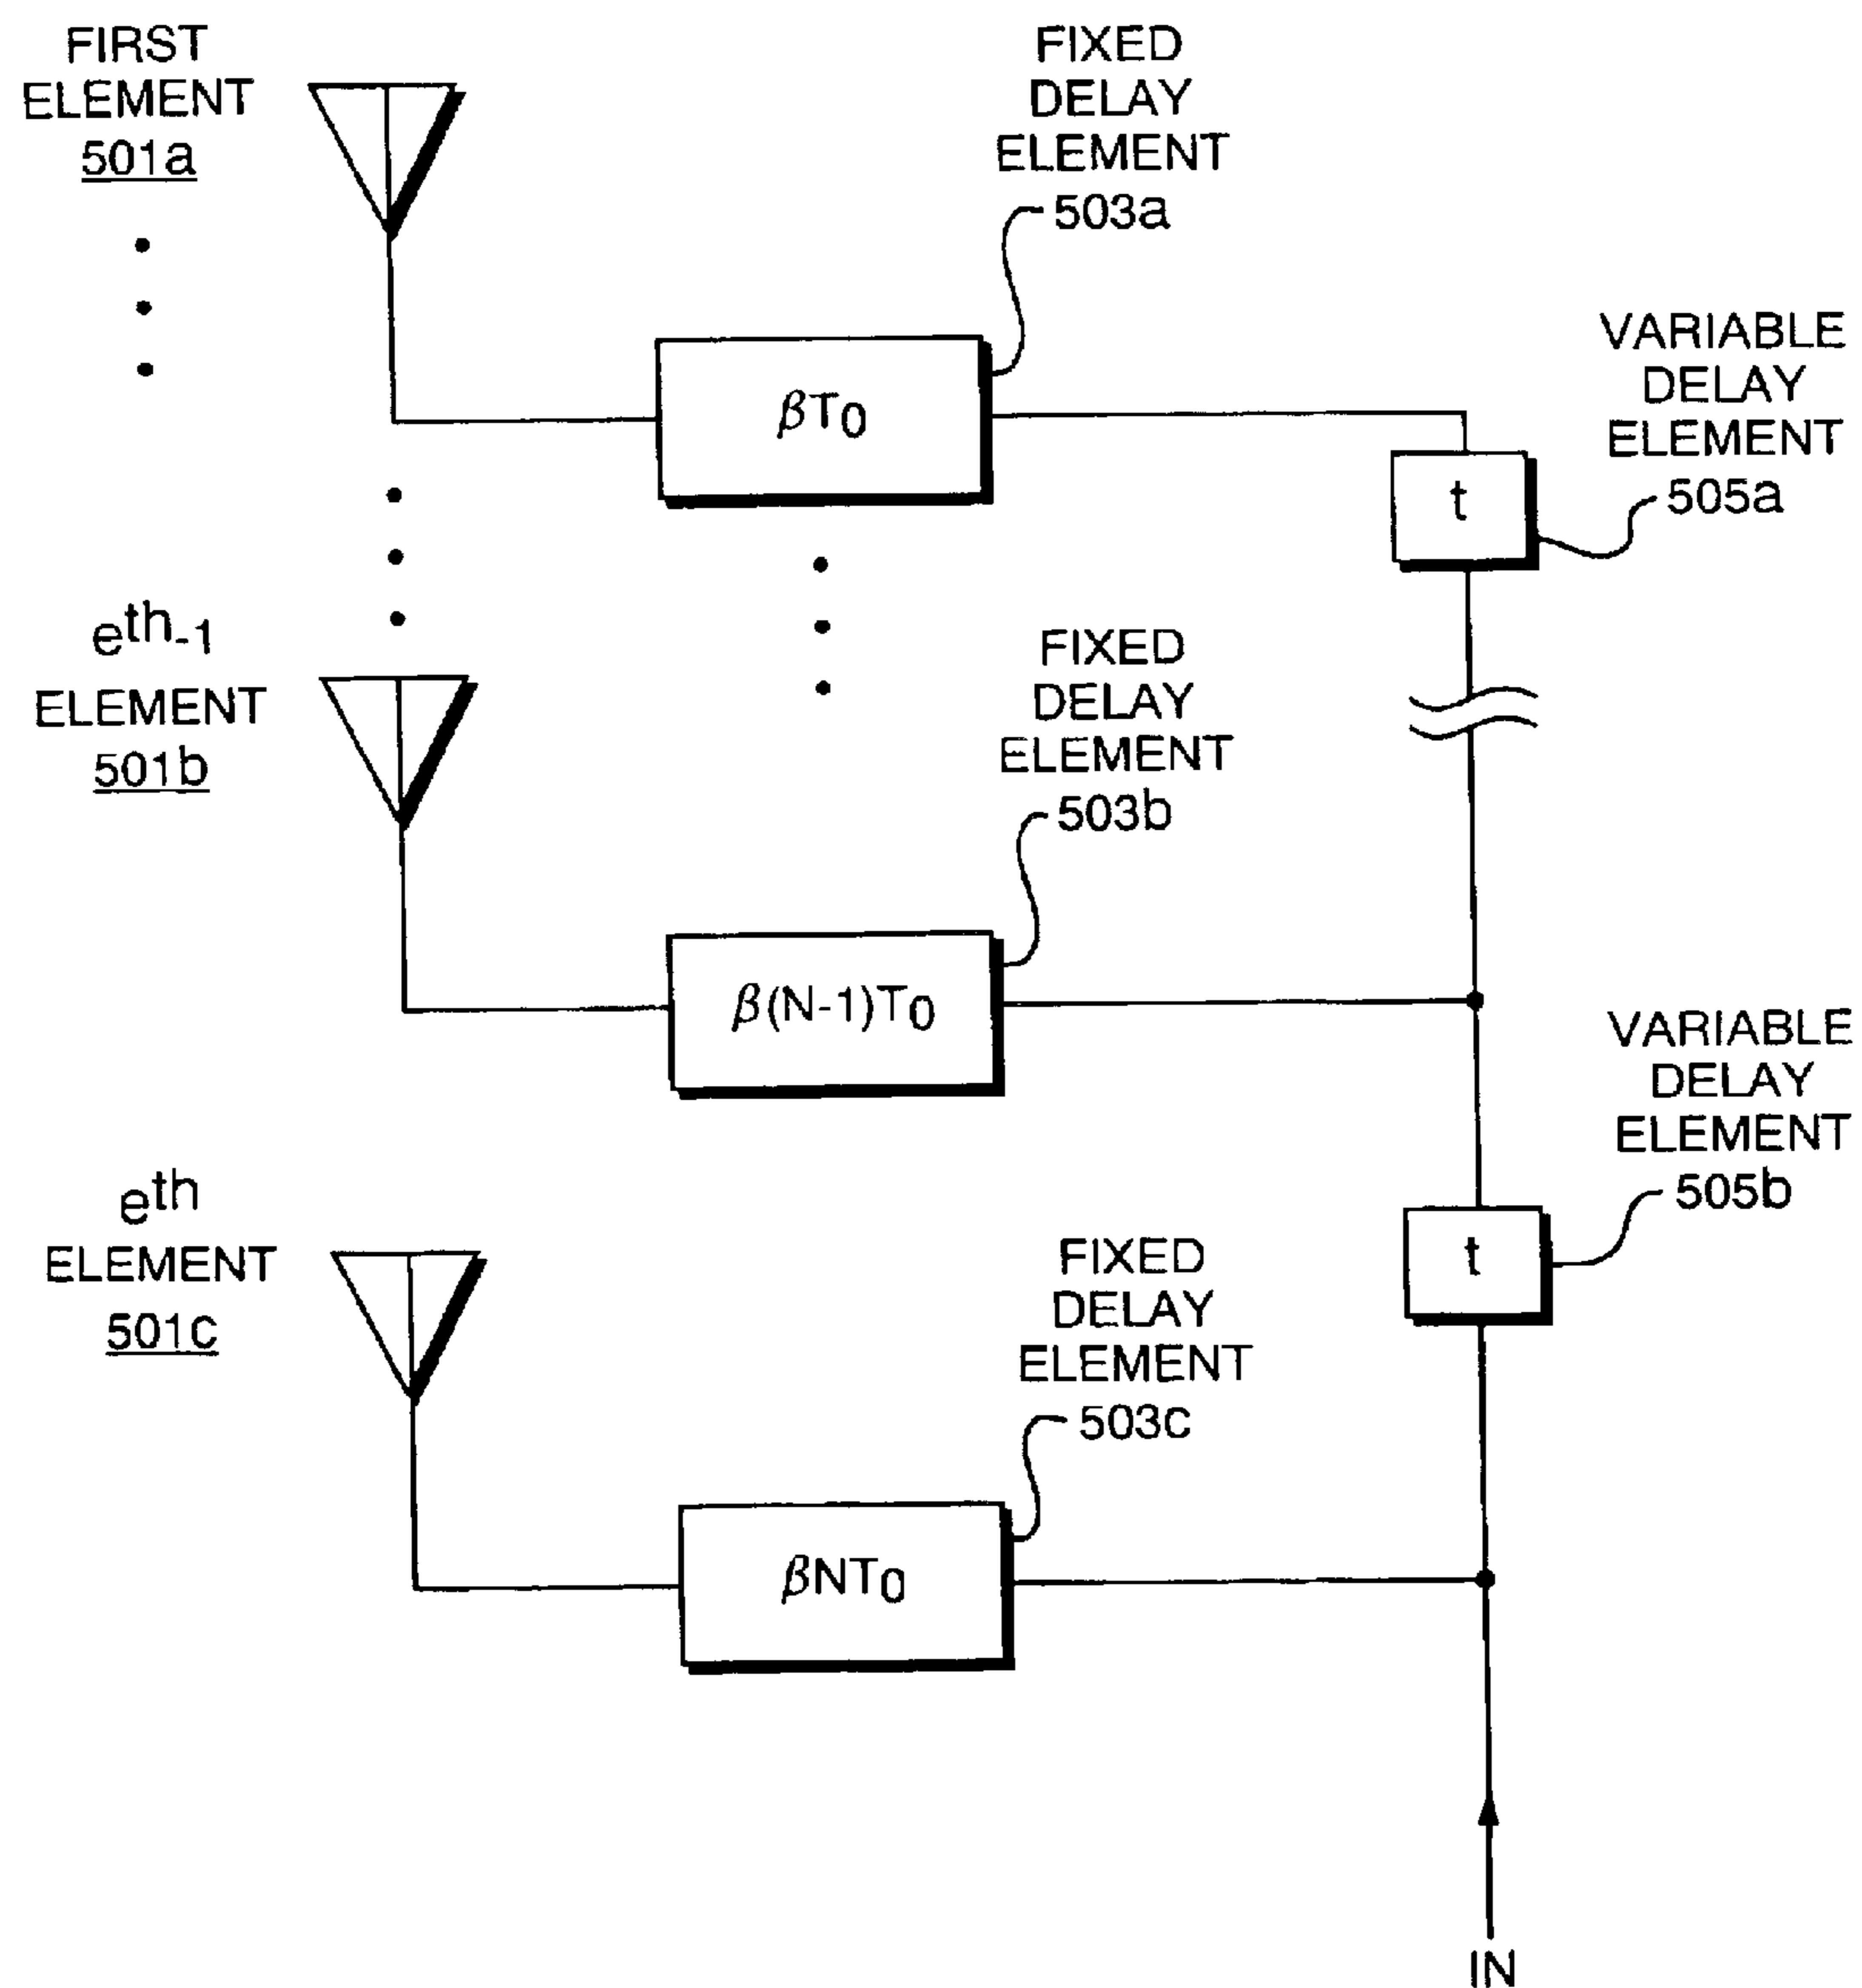 FIRST
ELEMENT
501a
FIXED
DELAY
ELEMENT
503a
βT0
VARIABLE
DELAY
ELEMENT
505a
t
eth-1
ELEMENT
501b
FIXED
DELAY
ELEMENT
503b
β(N-1)T0
VARIABLE
DELAY
ELEMENT
505b
t
eth
ELEMENT
501c
FIXED
DELAY
ELEMENT
503c
βNT0
IN